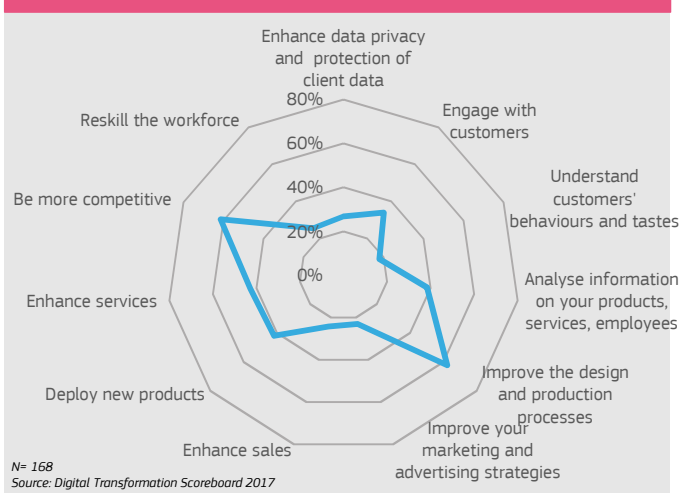 Enhance data privacy
and protection of
client data
80%
Engage with
customers
Reskill the workforce
60%
Understand
customers'
behaviours and tastes
Be more competitive
40%
20%
Analyse information
on your products,
services, employees
0%
Enhance services
Improve the design
and production
processes
Deploy new products
Improve your
marketing and
advertising strategies
Enhance sales
N= 168
Source: Digital Transformation Scoreboard 2017